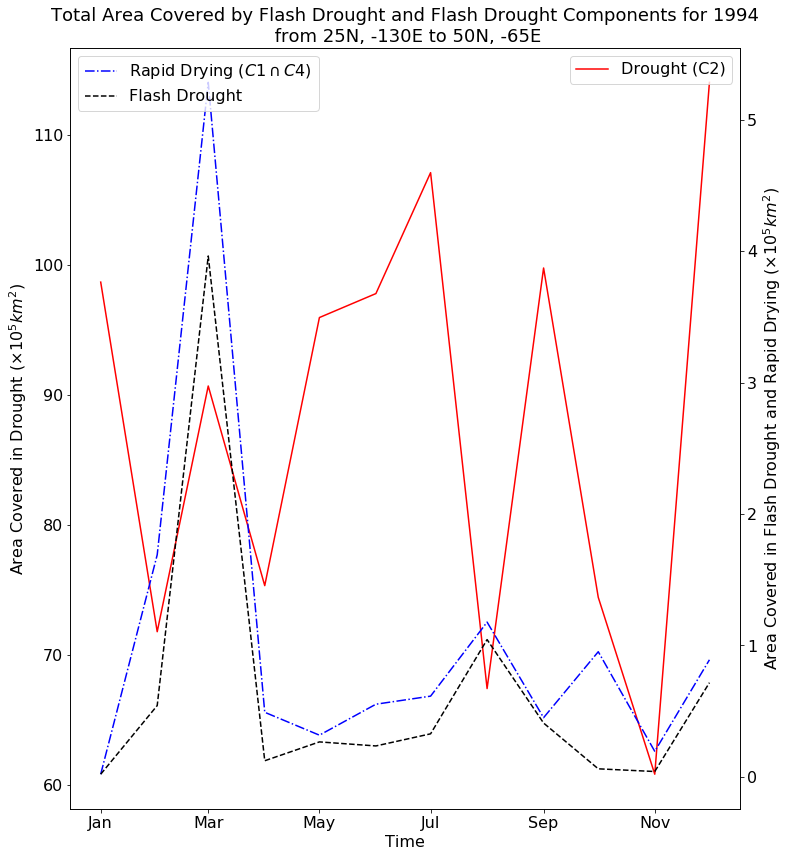 Total Area Covered by Flash Drought and Flash Drought Components for 1994
from 25N, -130E to 50N, -65E
Rapid Drying (C1 ∩ C4)
Flash Drought
Drought (C2)
Area Covered in Drought (×10⁵km²)
110
100
90
80
70
60
5
4
3
2
1
0
Area Covered in Flash Drought and Rapid Drying (×10⁵km²)
Jan Mar May Jul Sep Nov
Time